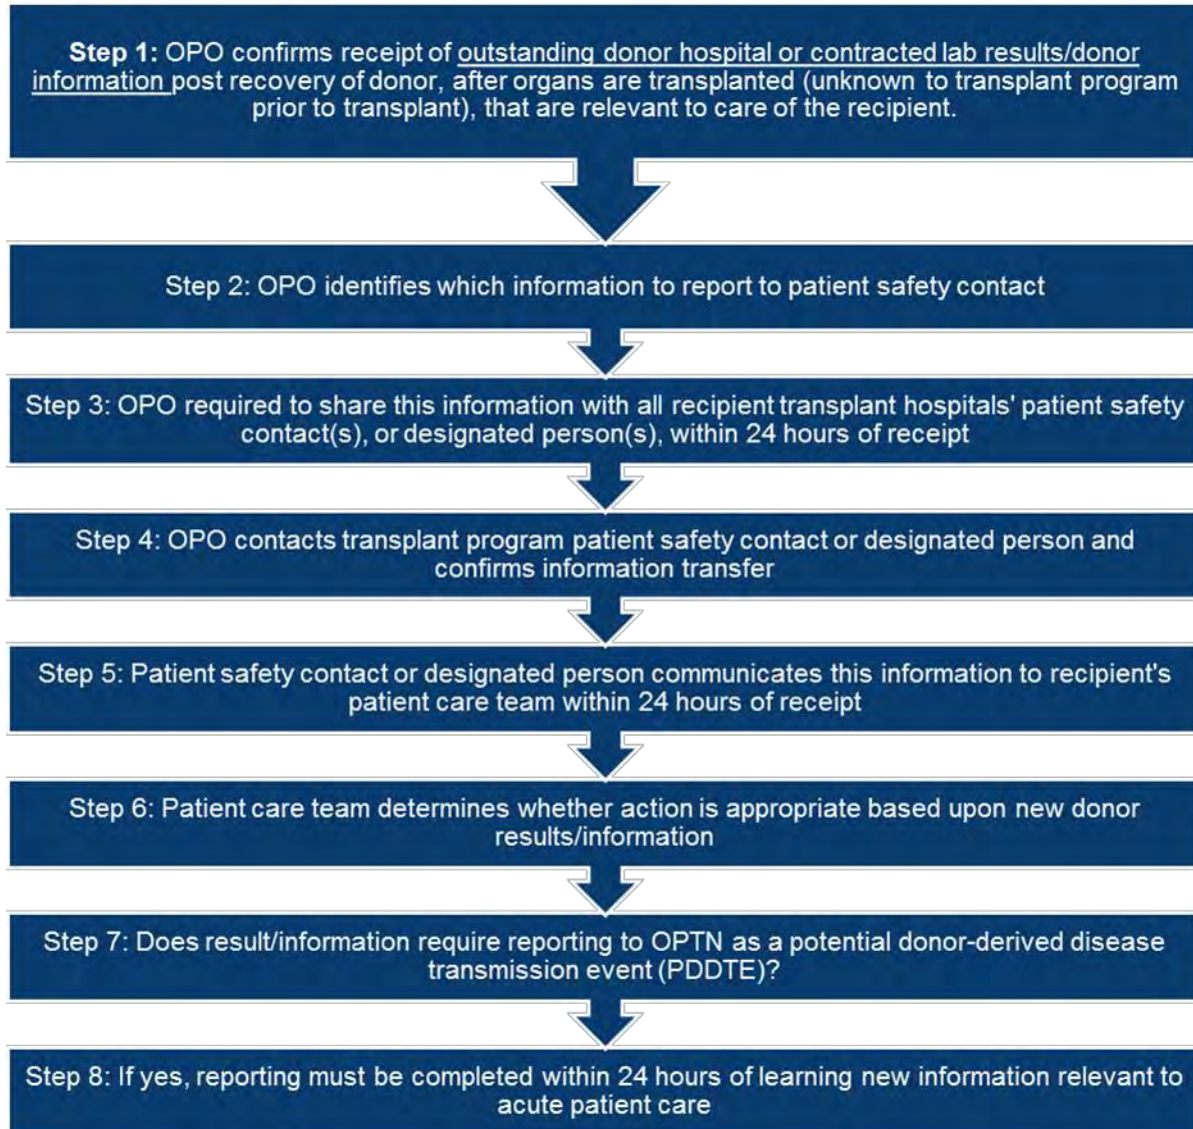 Step 1: OPO confirms receipt of outstanding donor hospital or contracted lab results/donor
information post recovery of donor, after organs are transplanted (unknown to transplant program
prior to transplant), that are relevant to care of the recipient.
Step 2: OPO identifies which information to report to patient safety contact
Step 3: OPO required to share this information with all recipient transplant hospitals' patient safety
contact(s), or designated person(s), within 24 hours of receipt
Step 4: OPO contacts transplant program patient safety contact or designated person and
confirms information transfer
Step 5: Patient safety contact or designated person communicates this information to recipient's
patient care team within 24 hours of receipt
Step 6: Patient care team determines whether action is appropriate based upon new donor
results/information
Step 7: Does result/information require reporting to OPTN as a potential donor-derived disease
transmission event (PDDTE)?
Step 8: If yes, reporting must be completed within 24 hours of learning new information relevant to
acute patient care